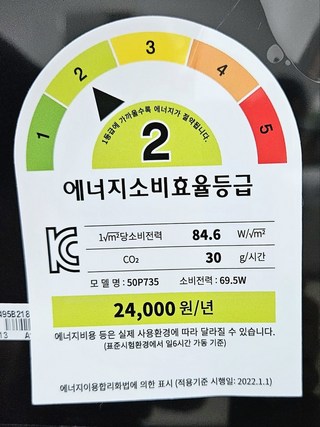 1 2 3 4 5
1등급에 가까울수록 에너지가 절약됩니다.
2
에너지소비효율등급
1√m²당소비전력 84.6 W/√m²
CO₂ 30 g/시간
모 델 명 : 50P735 소비전력 : 69.5W
24,000 원/년
에너지비용 등은 실제 사용환경에 따라 달라질 수 있습니다.
(표준시험환경에서 일6시간 가동 기준)
에너지이용합리화법에 의한 표시 (적용기준 시행일: 2022.1.1)
495B218